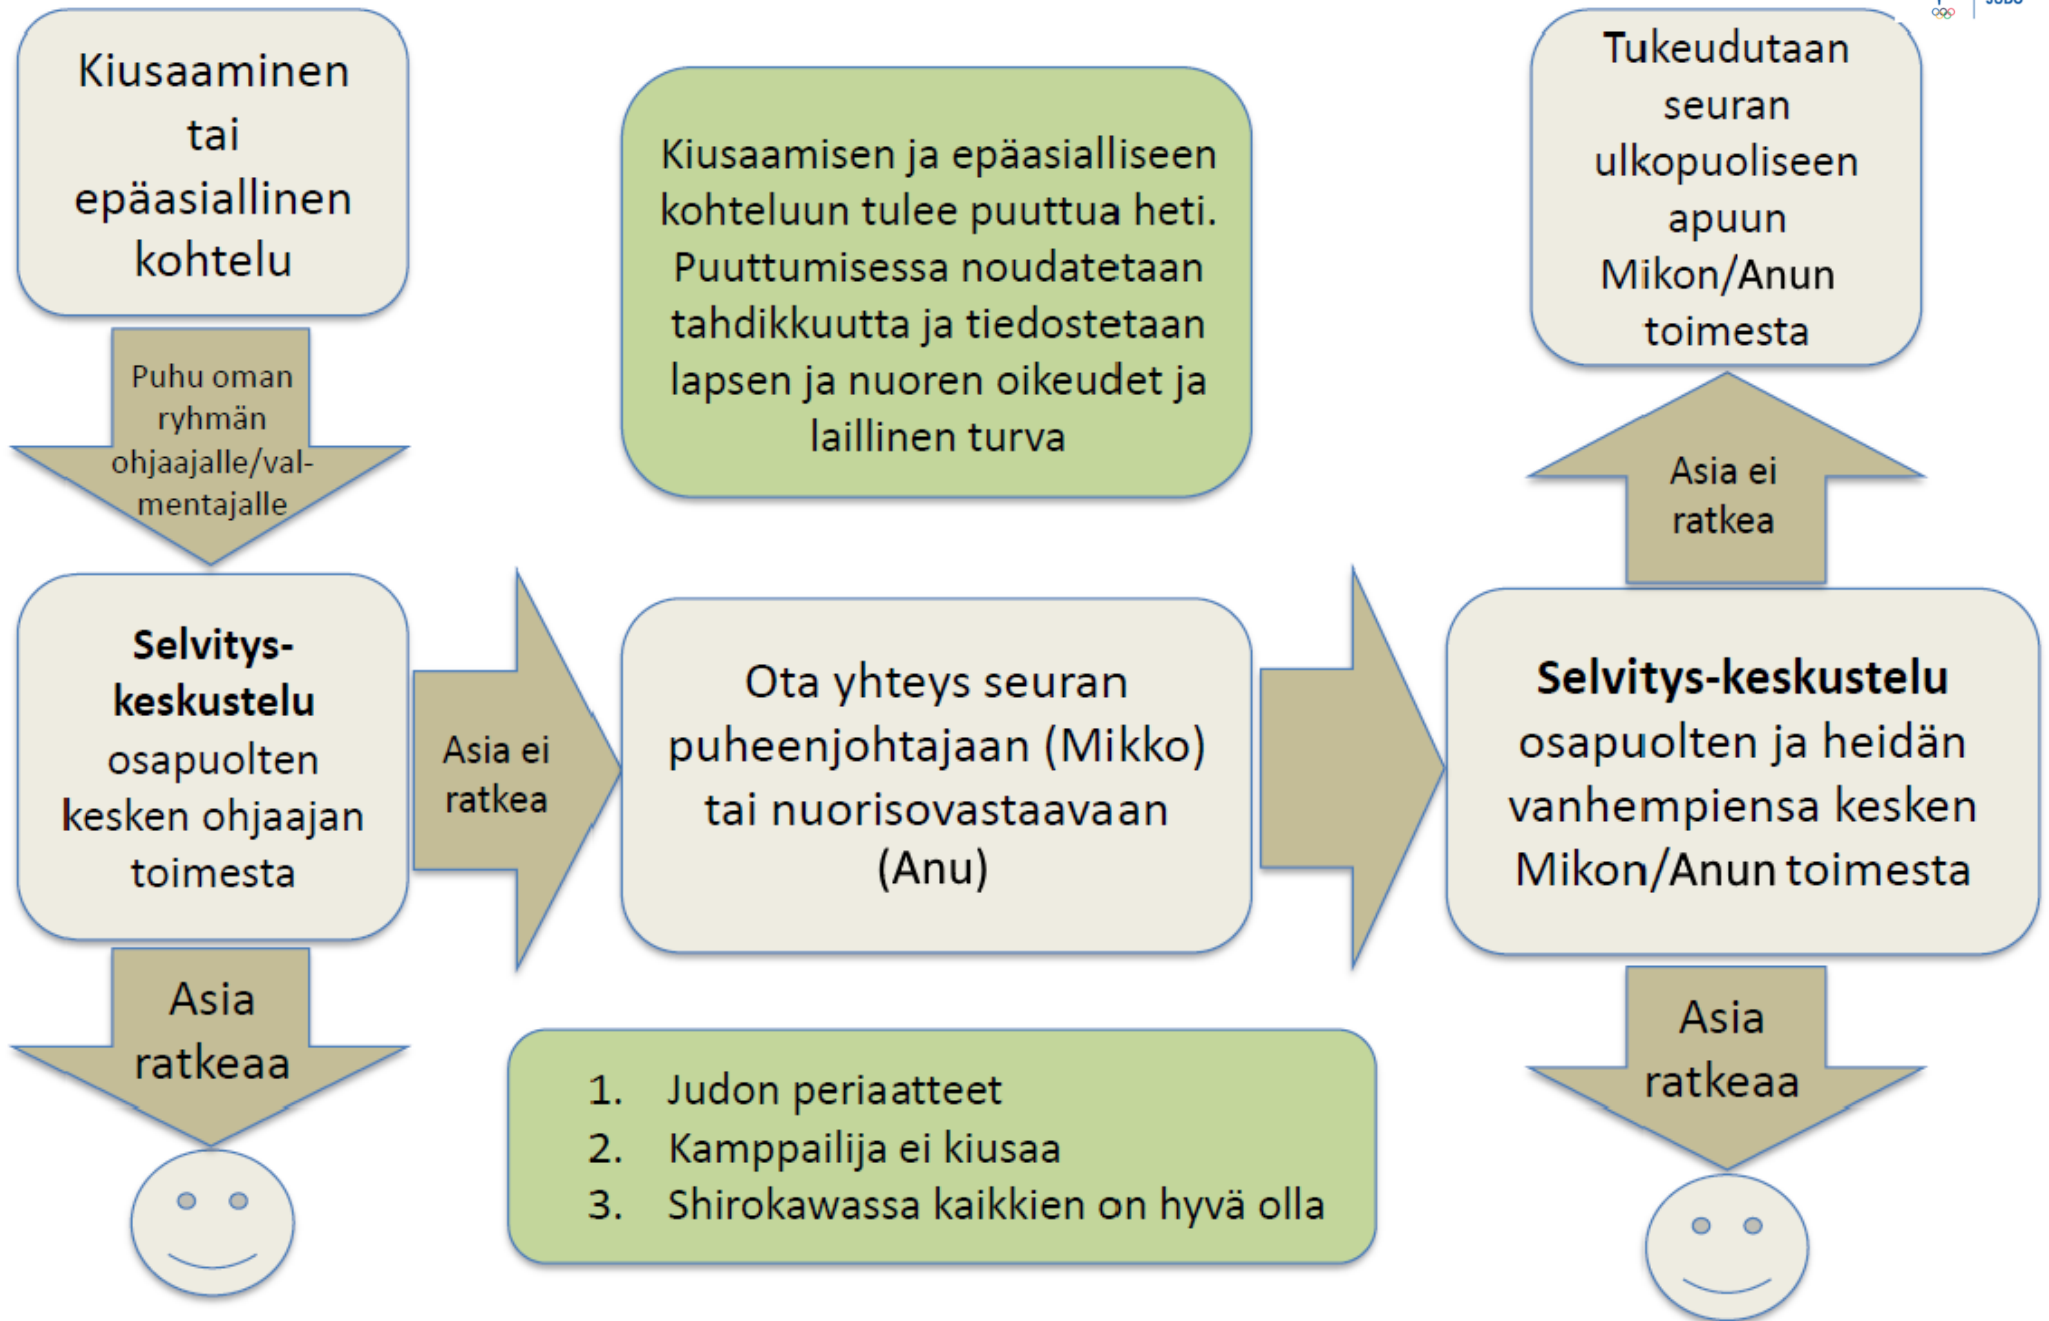 JUDO
Kiusaaminen
tai
epäasiallinen
kohtelu
Puhu oman
ryhmän
ohjaajalle/val-
mentajalle
Selvitys-
keskustelu
osapuolten
kesken ohjaajan
toimesta
Asia
ratkeaa
Asia ei
ratkea
Kiusaamisen ja epäasialliseen
kohteluun tulee puuttua heti.
Puuttumisessa noudatetaan
tahdikkuutta ja tiedostetaan
lapsen ja nuoren oikeudet ja
laillinen turva
Ota yhteys seuran
puheenjohtajaan (Mikko)
tai nuorisovastaavaan
(Anu)
1. Judon periaatteet
2. Kamppailija ei kiusaa
3. Shirokawassa kaikkien on hyvä olla
Tukeudutaan
seuran
ulkopuoliseen
apuun
Mikon/Anun
toimesta
Asia ei
ratkea
Selvitys-keskustelu
osapuolten ja heidän
vanhempiensa kesken
Mikon/Anun toimesta
Asia
ratkeaa